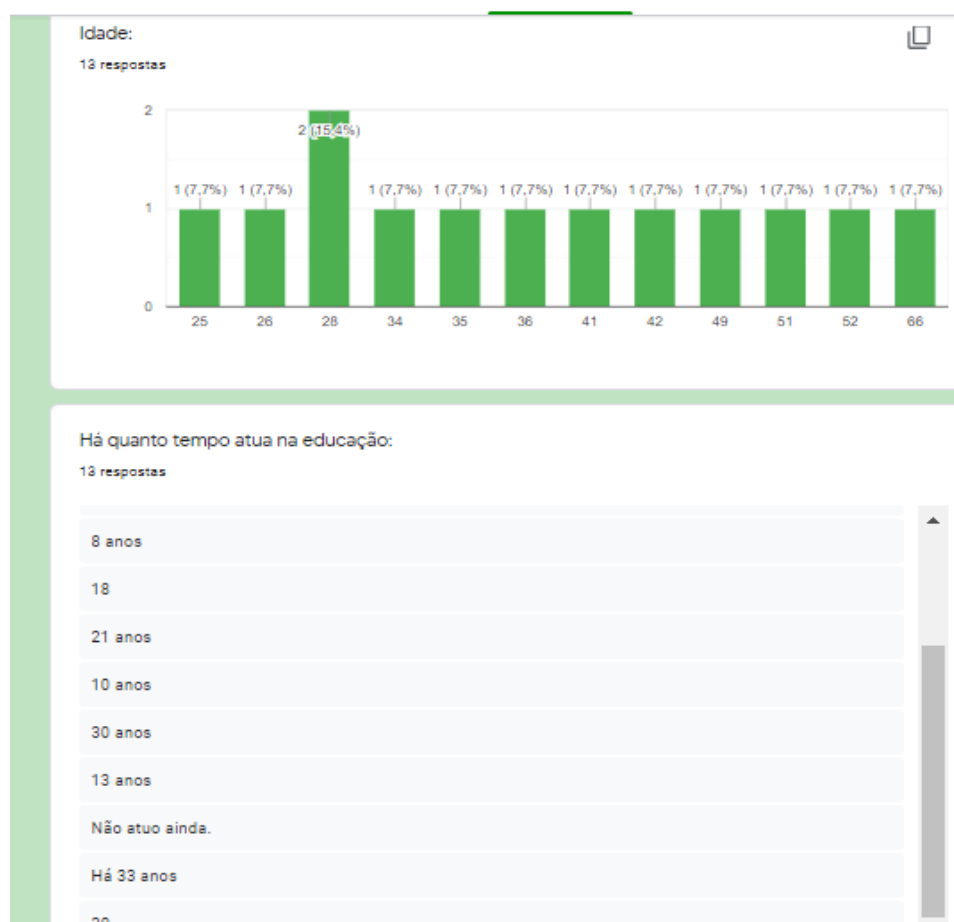 Idade:
13 respostas
2
2 (15,4%)
1 (7,7%) 1 (7,7%) 1 (7,7%) 1 (7,7%) 1 (7,7%) 1 (7,7%) 1 (7,7%) 1 (7,7%) 1 (7,7%) 1 (7,7%) 1 (7,7%)
1
0
25 26 28 34 35 36 41 42 49 51 52 66
Há quanto tempo atua na educação:
13 respostas
8 anos
18
21 anos
10 anos
30 anos
13 anos
Não atuo ainda.
Há 33 anos